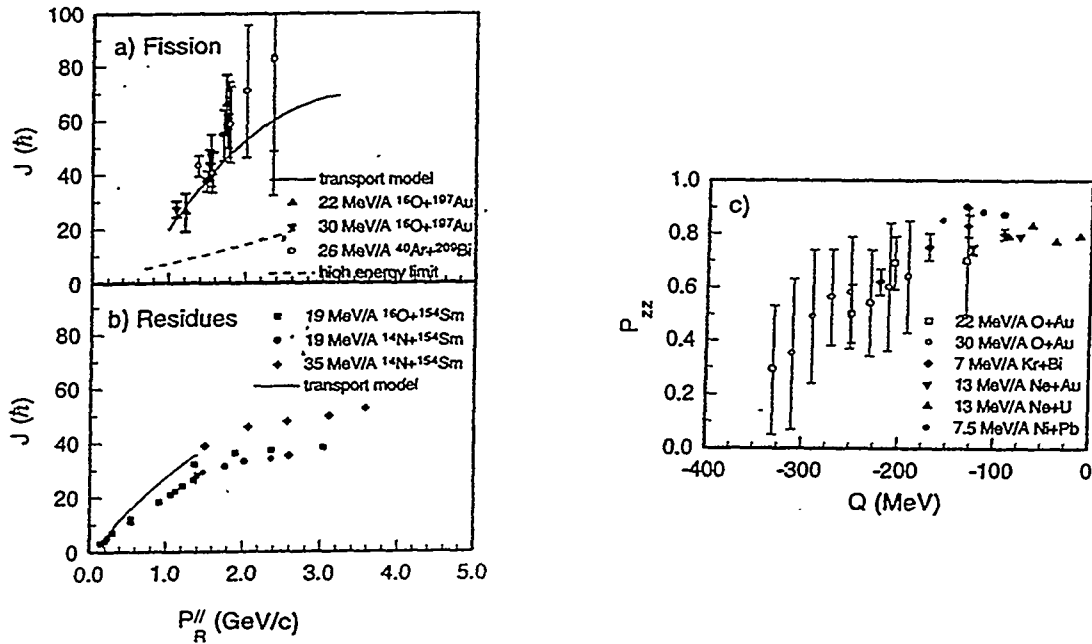 a) Fission
J (ħ)
100
80
60
40
20
0
transport model
22 MeV/A ¹⁶O+¹⁹⁷Au
30 MeV/A ¹⁶O+¹⁹⁷Au
26 MeV/A ⁴⁰Ar+²⁰⁹Bi
high energy limit
b) Residues
J (ħ)
80
60
40
20
0
19 MeV/A ¹⁶O+¹⁵⁴Sm
19 MeV/A ¹⁴N+¹⁵⁴Sm
35 MeV/A ¹⁴N+¹⁵⁴Sm
transport model
0.0 1.0 2.0 3.0 4.0 5.0
P_R^// (GeV/c)
c)
P_zz
1.0
0.8
0.6
0.4
0.2
0.0
22 MeV/A O+Au
30 MeV/A O+Au
7 MeV/A Kr+Bi
13 MeV/A Ne+Au
13 MeV/A Ne+U
7.5 MeV/A Ni+Pb
-400 -300 -200 -100 0
Q (MeV)